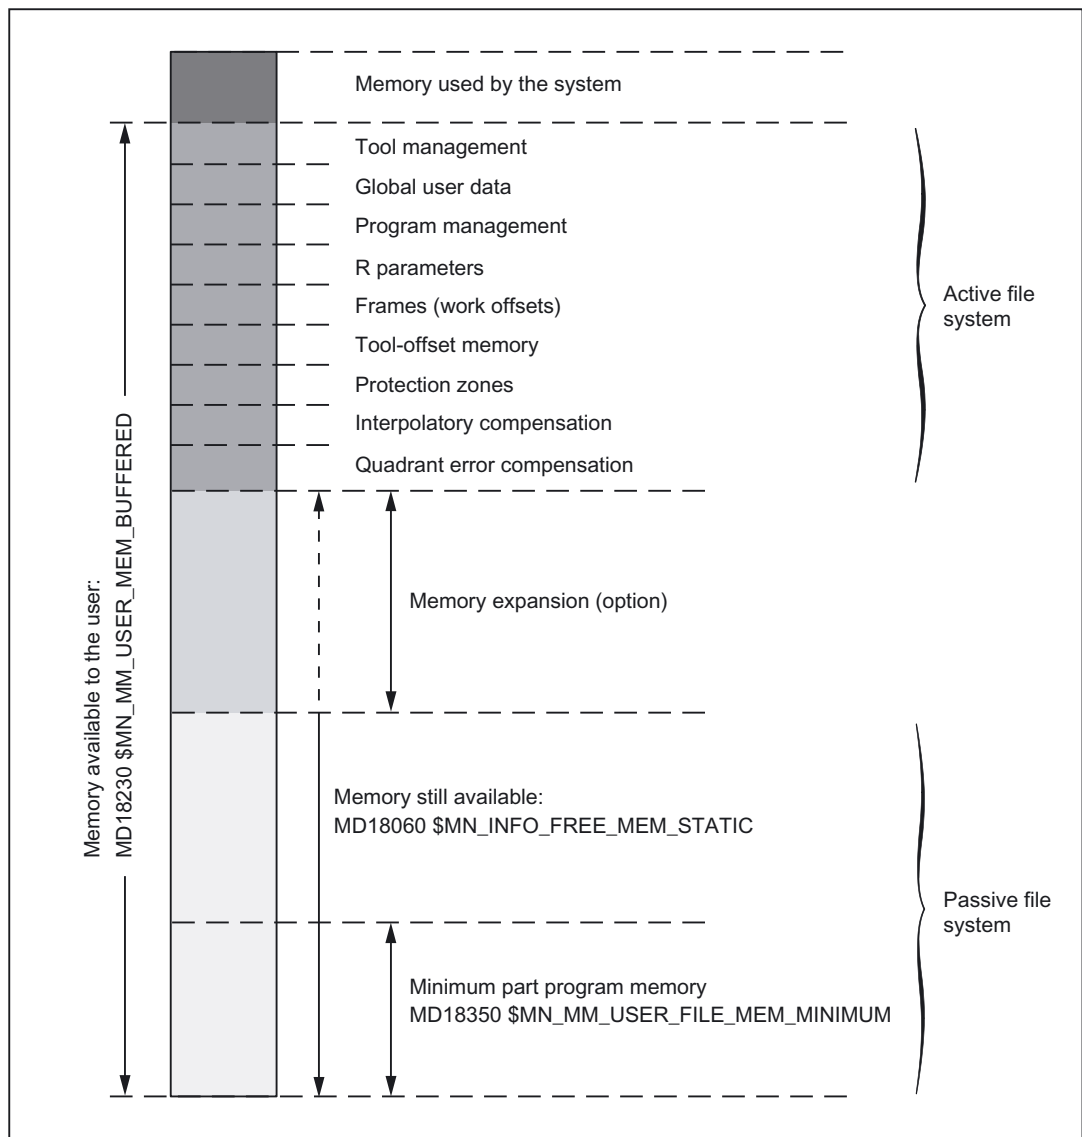 Memory used by the system
Tool management
Global user data
Program management
R parameters
Frames (work offsets)
Tool-offset memory
Protection zones
Interpolatory compensation
Quadrant error compensation
Active file
system
Memory available to the user:
MD18230 $MN_MM_USER_MEM_BUFFERED
Memory expansion (option)
Memory still available:
MD18060 $MN_INFO_FREE_MEM_STATIC
Passive file
system
Minimum part program memory
MD18350 $MN_MM_USER_FILE_MEM_MINIMUM